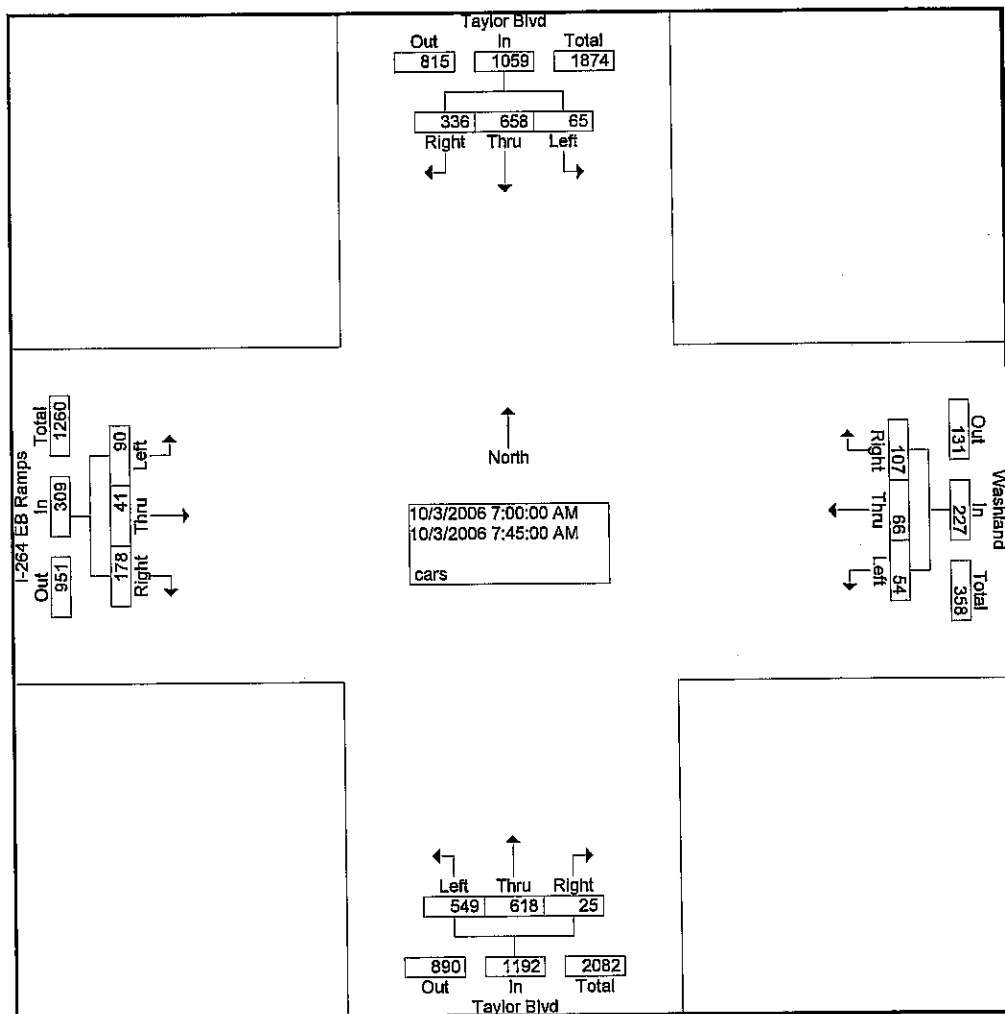 Taylor Blvd
Out In Total
815 1059 1874
336 658 65
Right Thru Left
I-264 EB Ramps
Total In Out
1260 309 951
90 41 178
Left Thru Right
North
10/3/2006 7:00:00 AM
10/3/2006 7:45:00 AM
cars
Right Thru Left
107 66 54
Out In Total
131 227 358
Washland
Left Thru Right
549 618 25
890 1192 2082
Out In Total
Taylor Blvd